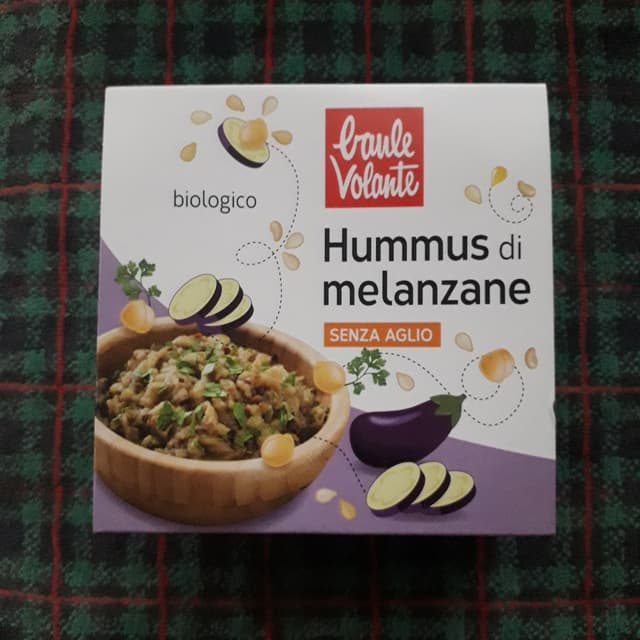 baule
Volante
biologico
Hummus di
melanzane
SENZA AGLIO